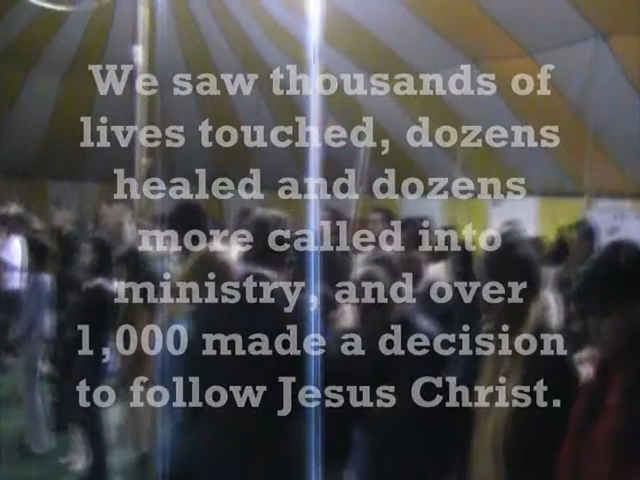 We saw thousands of
lives touched, dozens
healed and dozens
more called into
ministry, and over
1,000 made a decision
to follow Jesus Christ.